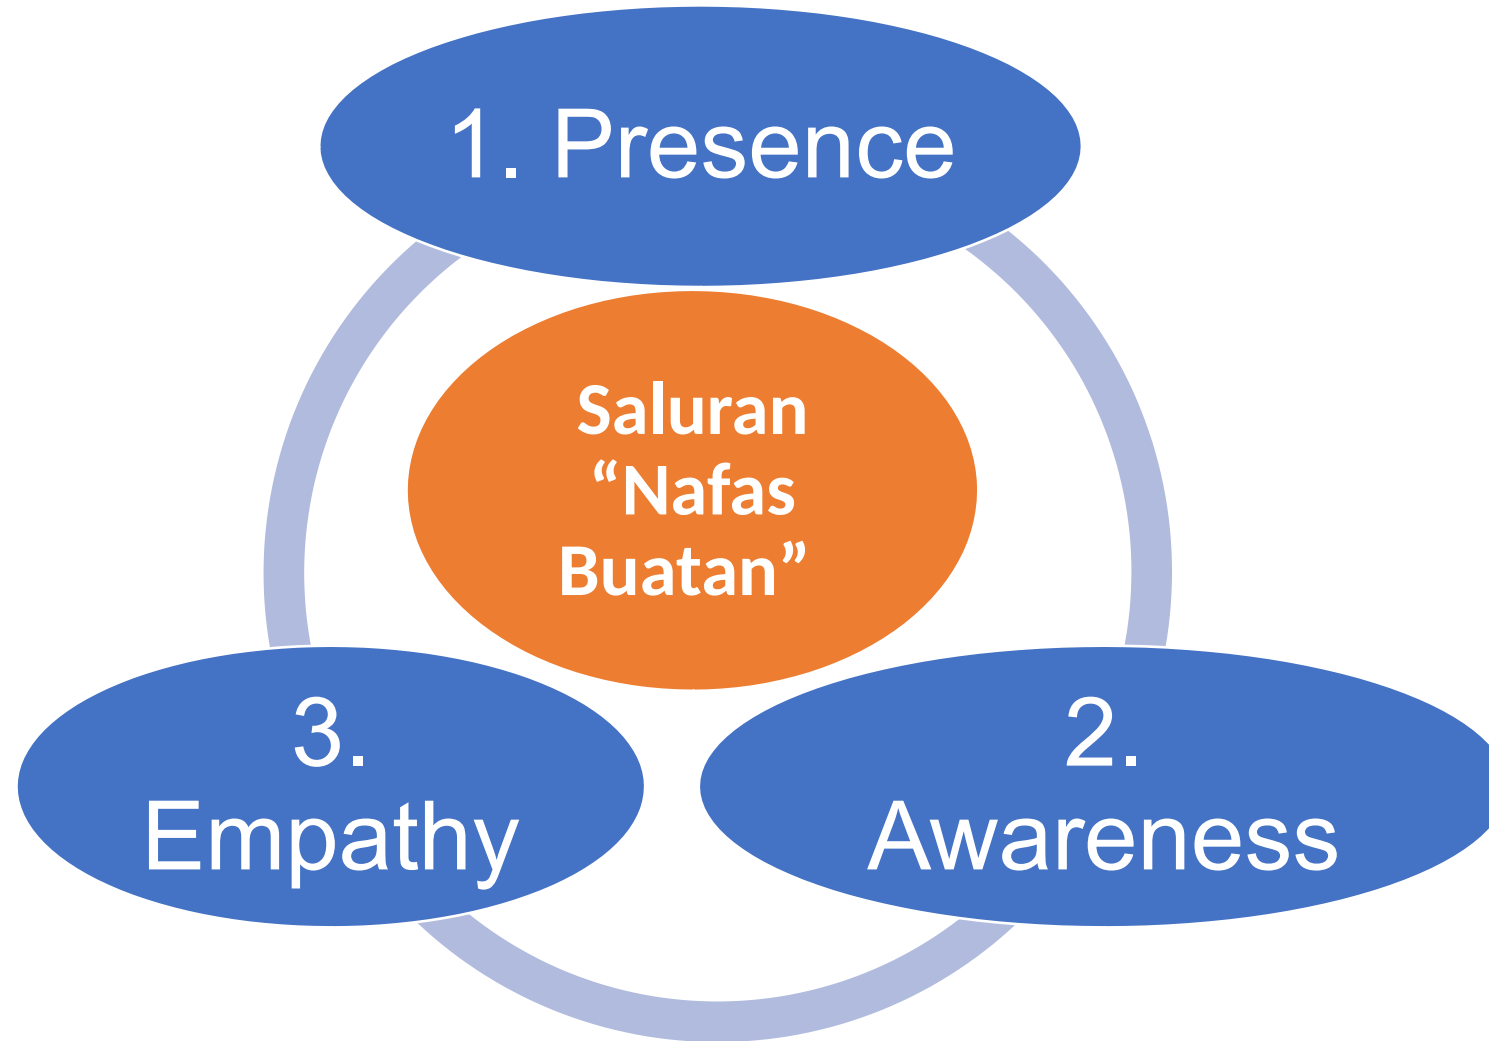 1. Presence
Saluran
“Nafas
Buatan”
3.
Empathy
2.
Awareness